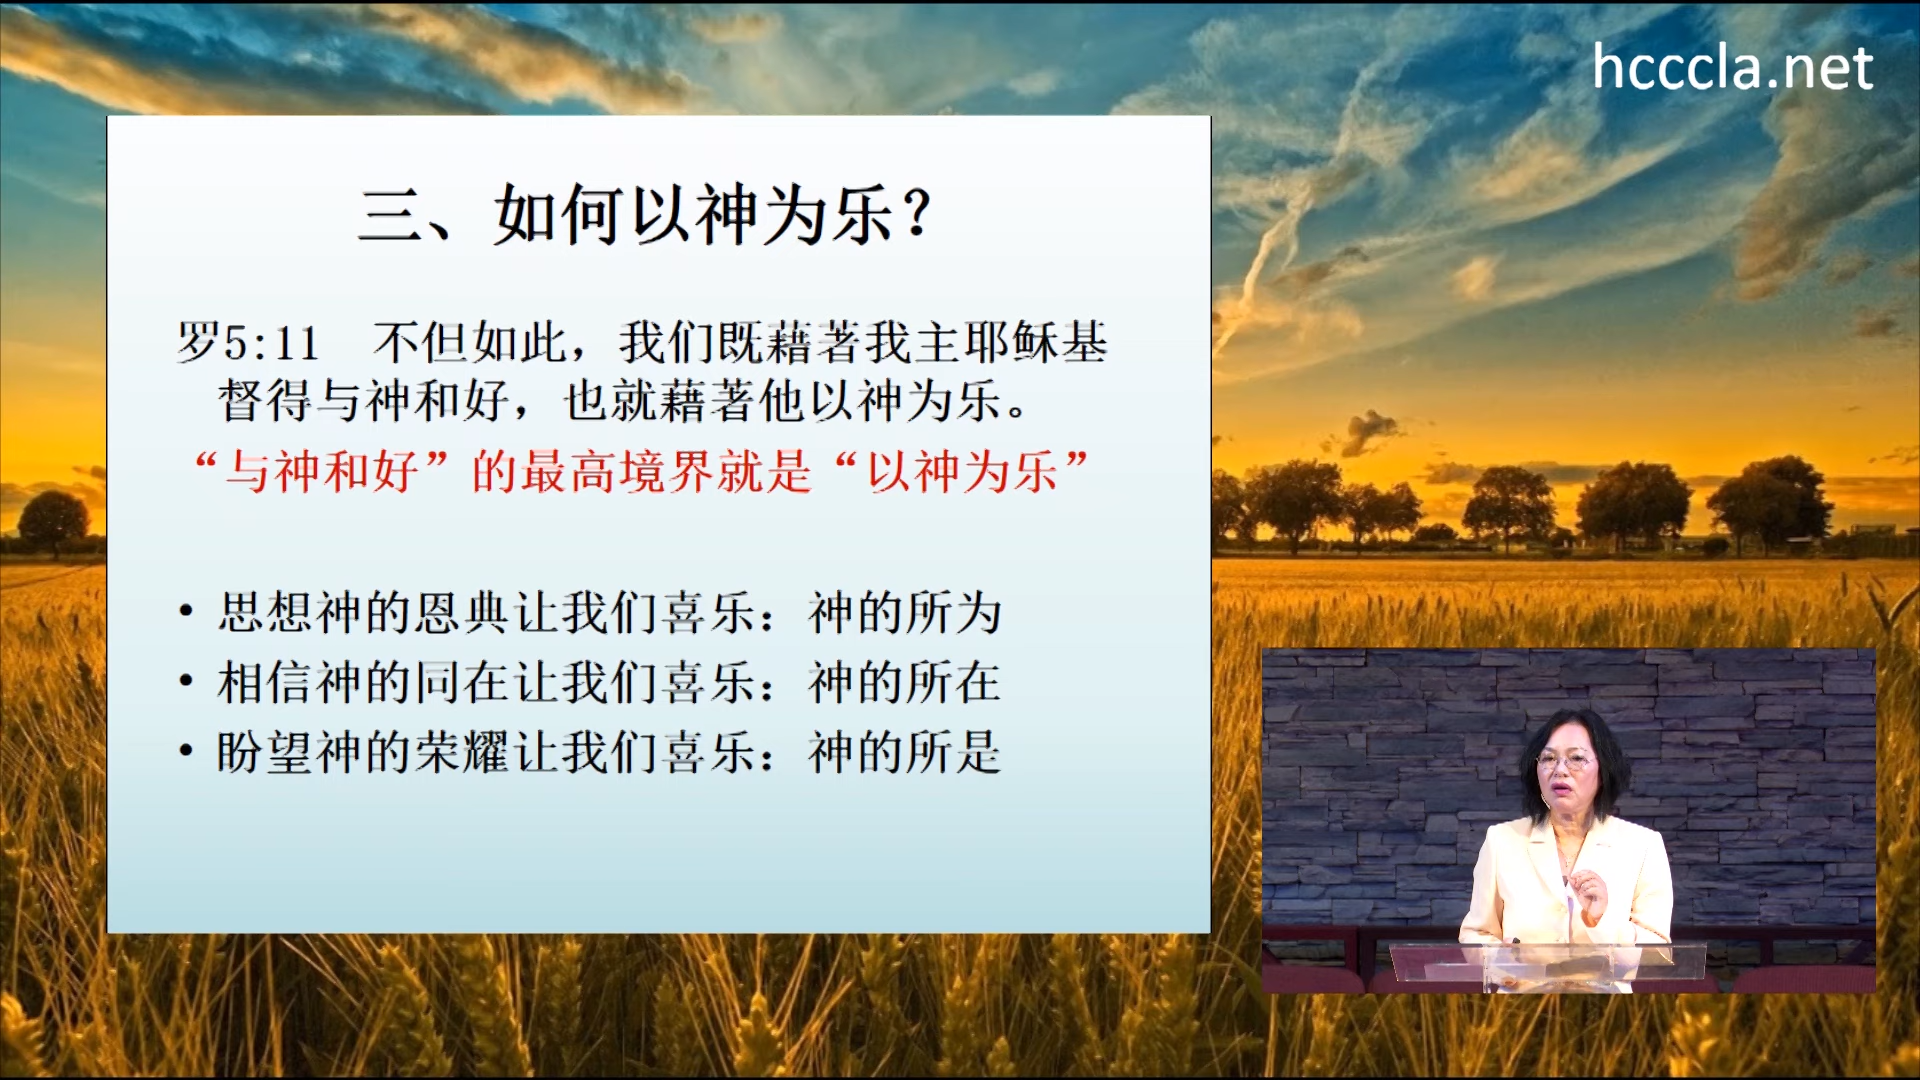 hcccla.net
三、如何以神为乐？
罗5:11 不但如此，我们既藉著我主耶稣基
督得与神和好，也就藉著他以神为乐。
“与神和好”的最高境界就是“以神为乐”
• 思想神的恩典让我们喜乐：神的所为
• 相信神的同在让我们喜乐：神的所在
• 盼望神的荣耀让我们喜乐：神的所是